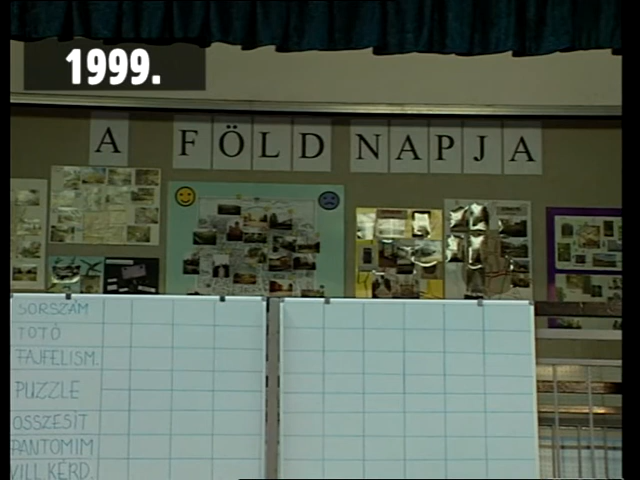 1999.
A FÖLD NAPJA
SORSZÁM
TOTÓ
FAJFELISM.
PUZZLE
ÖSSZESÍT
PANTOMIM
VILL.KÉRD.